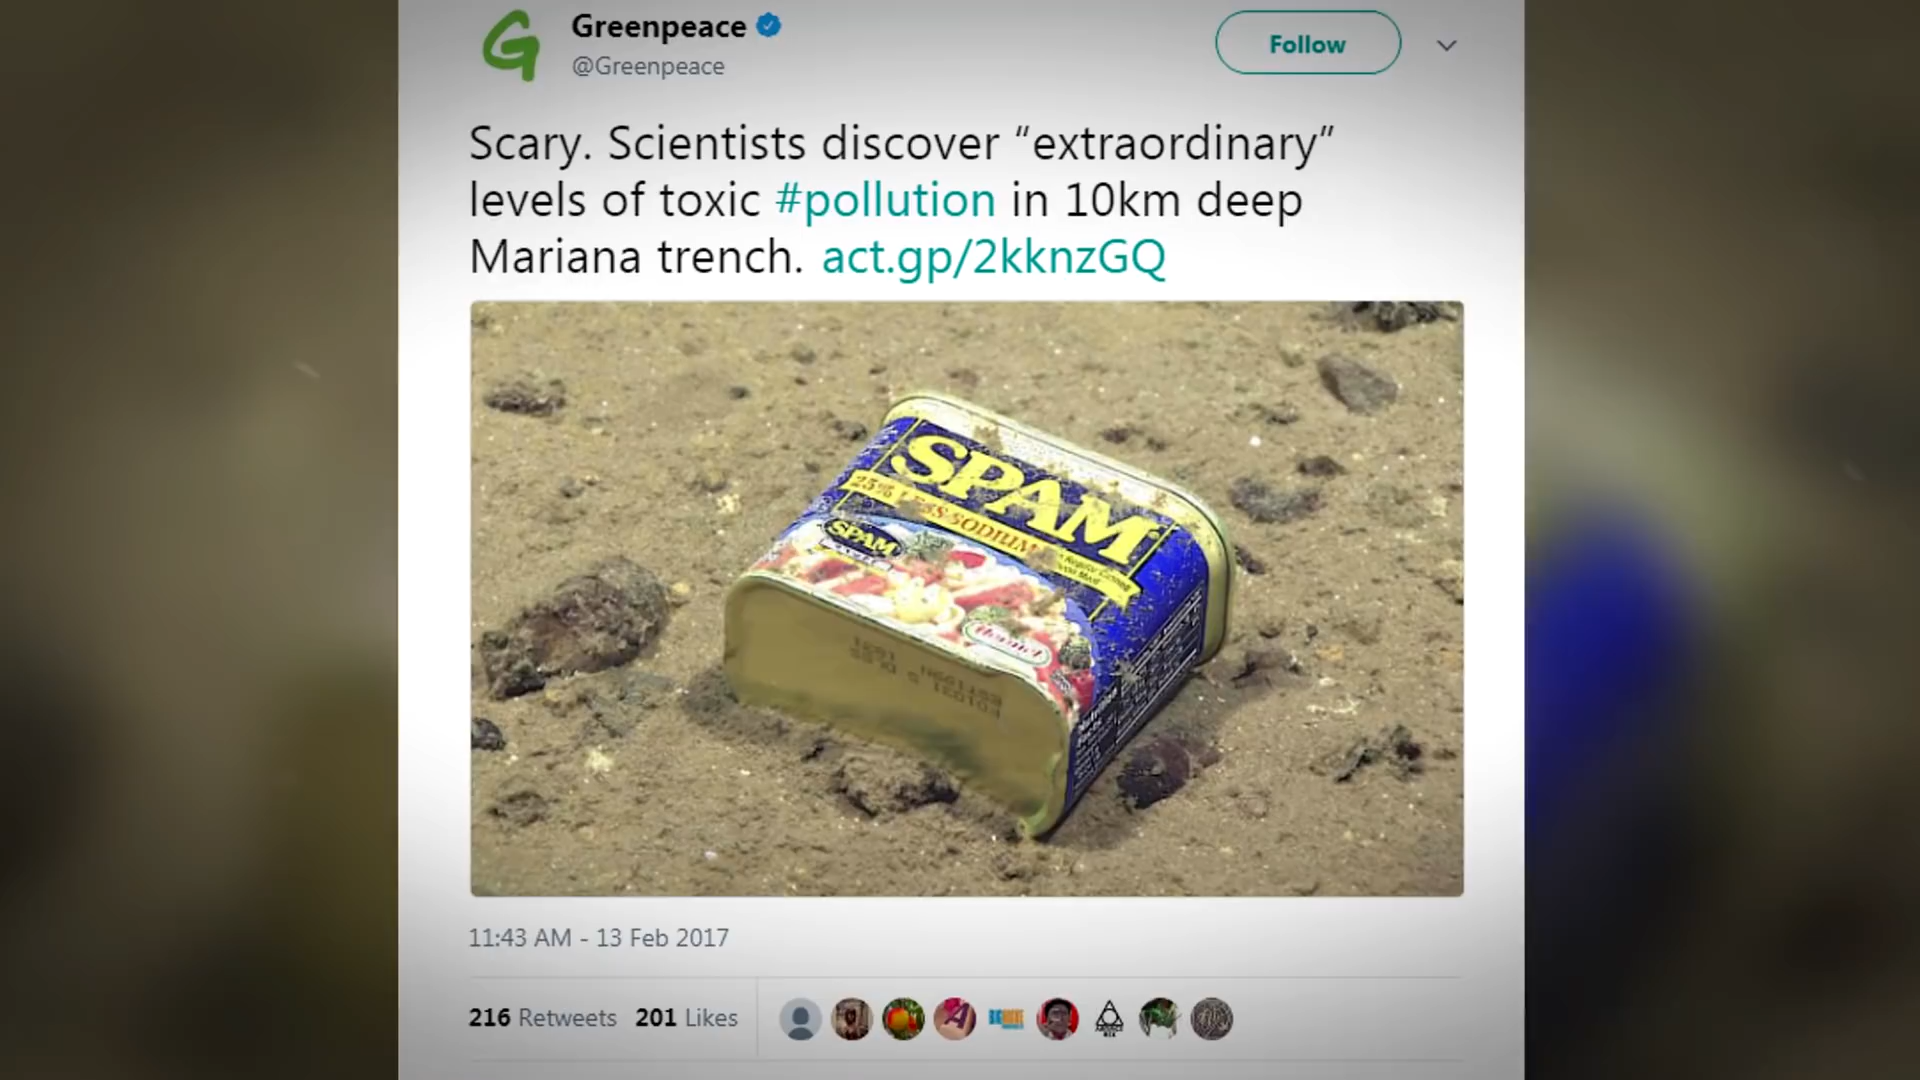 Greenpeace
@Greenpeace
Follow
Scary. Scientists discover “extraordinary”
levels of toxic #pollution in 10km deep
Mariana trench. act.gp/2kknzGQ
SPAM
25% LESS SODIUM
SPAM
Hormel
11:43 AM - 13 Feb 2017
216 Retweets 201 Likes